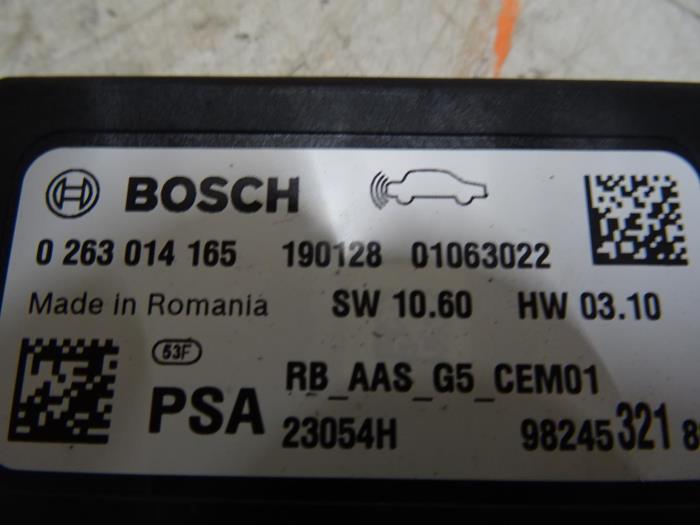 BOSCH
0 263 014 165 190128 01063022
Made in Romania SW 10.60 HW 03.10
53F
PSA RB_AAS_G5_CEM01
23054H 98245321